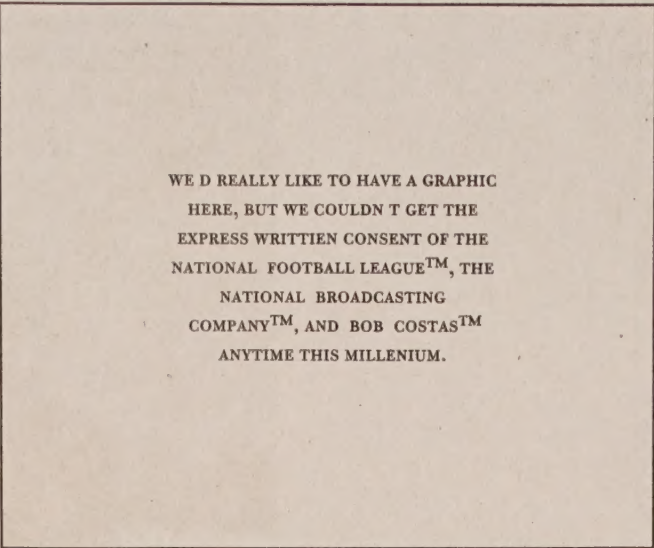 WE D REALLY LIKE TO HAVE A GRAPHIC
HERE, BUT WE COULDN T GET THE
EXPRESS WRITTIEN CONSENT OF THE
NATIONAL FOOTBALL LEAGUE™, THE
NATIONAL BROADCASTING
COMPANY™, AND BOB COSTAS™
ANYTIME THIS MILLENIUM.